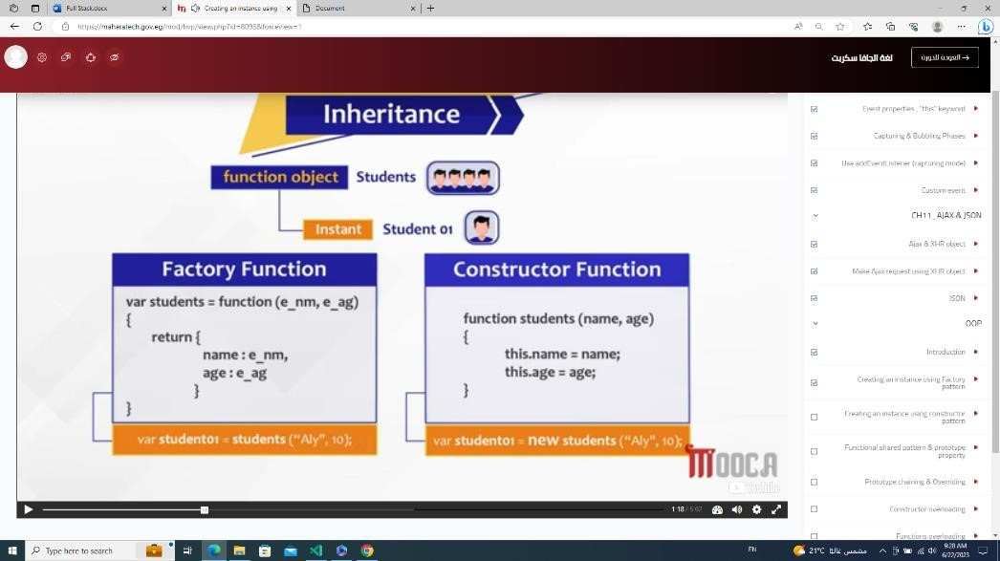 Full Stack.docx
Creating an instance using F
Document
https://maharatech.gov.eg/mod/hvp/view.php?id=8098&forceview=1
لغة الجافا سكربت
العودة للدورة
Inheritance
function object
Students
Instant
Student 01
Factory Function
var students = function (e_nm, e_ag)
{
return {
name : e_nm,
age : e_ag
}
}
var student01 = students (“Aly”, 10);
Constructor Function
function students (name, age)
{
this.name = name;
this.age = age;
}
var student01 = new students (“Aly”, 10);
MOOCA
YouTube
1:18 / 5:02
Event properties , "this" keyword
Capturing & Bubbling Phases
Use addEventListener (capturing mode)
Custom event
CH11_AJAX & JSON
Ajax & XHR object
Make Ajax request using XHR object
JSON
OOP
Introduction
Creating an instance using Factory
pattern
Creating an instance using constructor
pattern
Functional shared pattern & prototype
property
Prototype chaining & Overriding
Constructor overloading
Functions overloading
Type here to search
EN
21°C
مشمس غالبًا
9:28 AM
6/22/2023